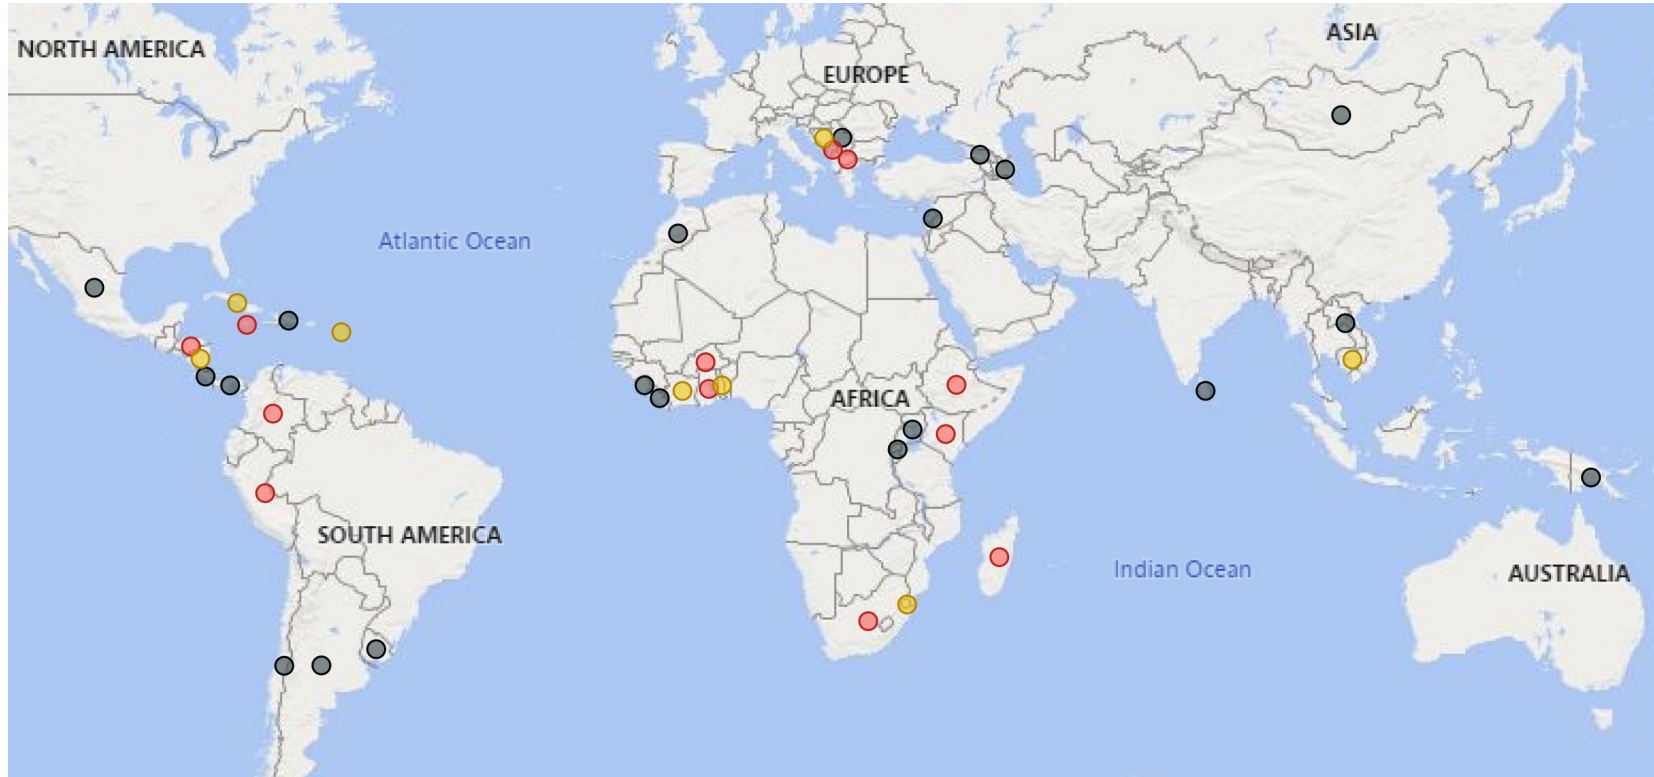 NORTH AMERICA
ASIA
EUROPE
Atlantic Ocean
AFRICA
SOUTH AMERICA
Indian Ocean
AUSTRALIA